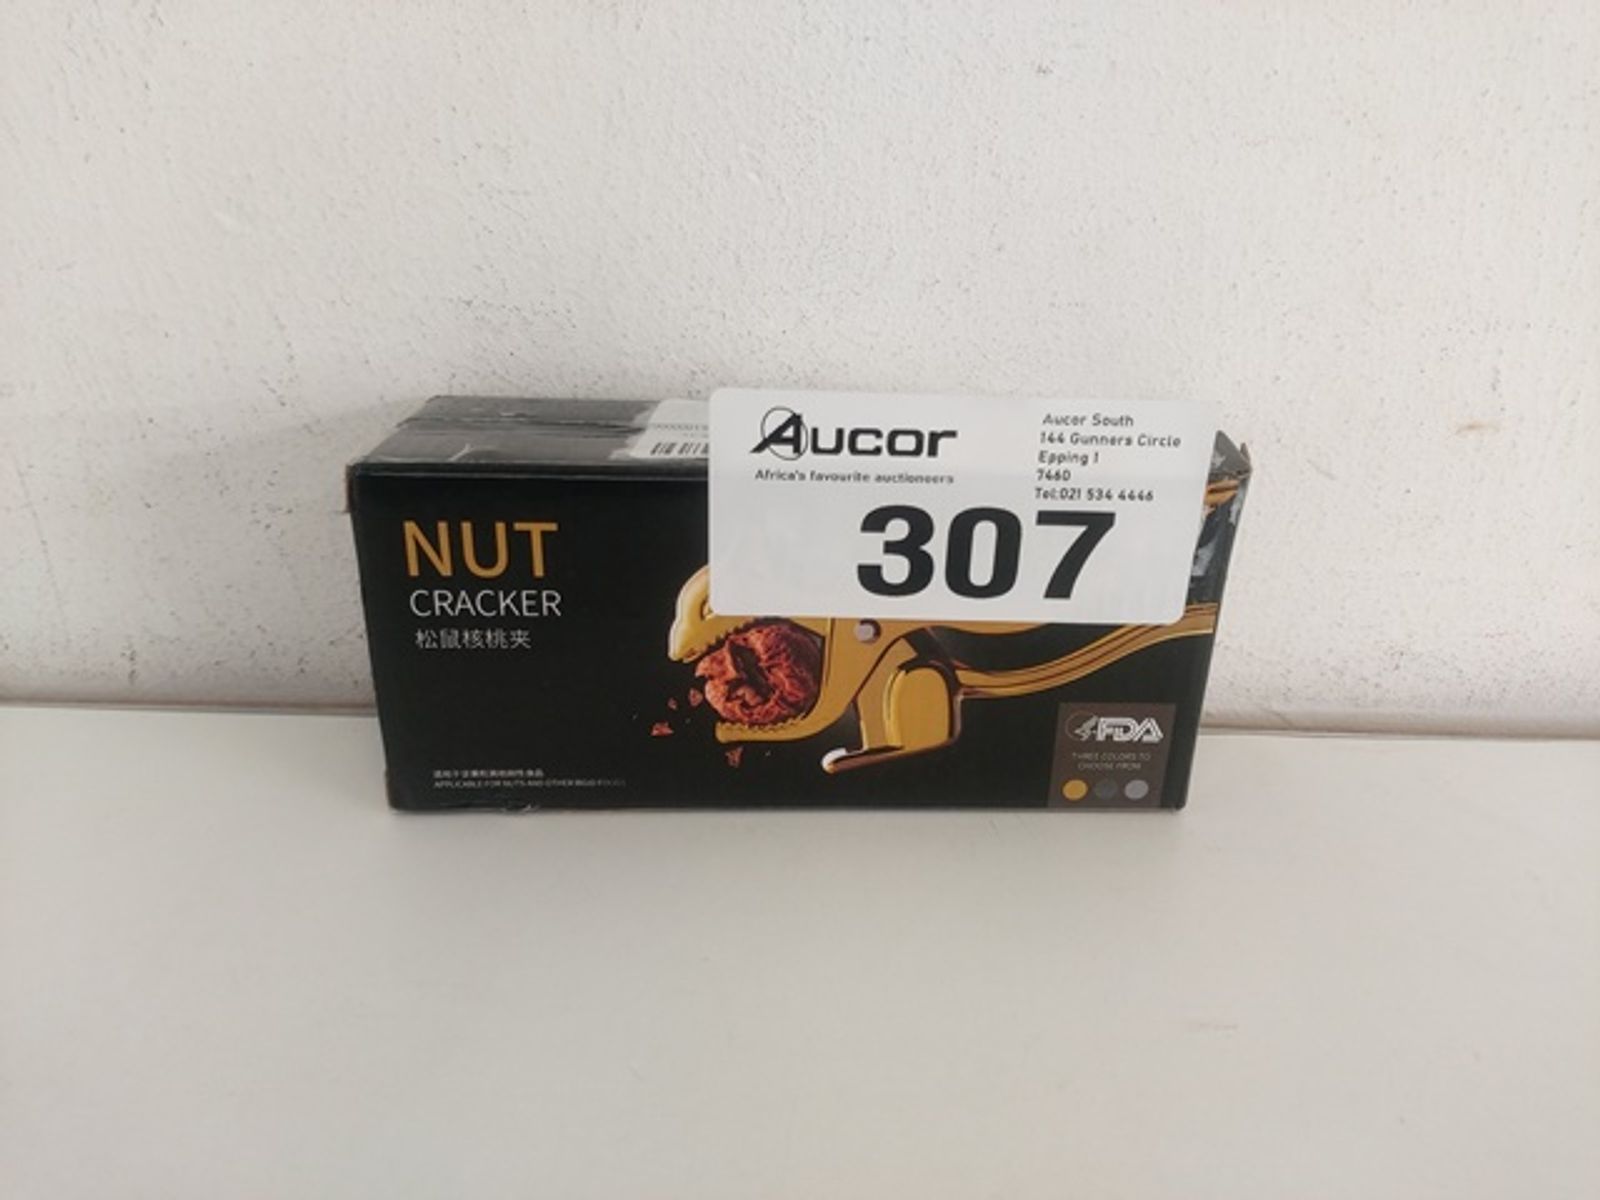 Aucor
Africa's favourite auctioneers
Aucor South
144 Gunners Circle
Epping 1
7460
Tel:021 534 4446
307
NUT
CRACKER
松鼠核桃夹
APPLICABLE FOR NUTS AND OTHER
FDA
THREE COLORS TO
CHOOSE FROM